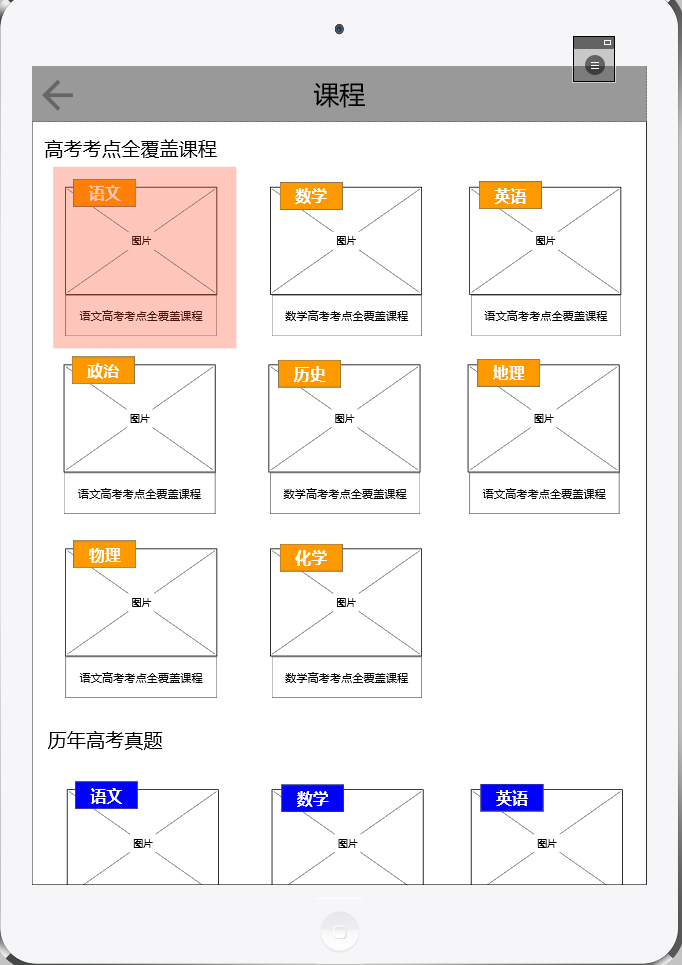 课程
高考考点全覆盖课程
语文
数学
英语
图片
图片
图片
语文高考考点全覆盖课程
数学高考考点全覆盖课程
语文高考考点全覆盖课程
政治
历史
地理
图片
图片
图片
语文高考考点全覆盖课程
数学高考考点全覆盖课程
语文高考考点全覆盖课程
物理
化学
图片
图片
语文高考考点全覆盖课程
数学高考考点全覆盖课程
历年高考真题
语文
数学
英语
图片
图片
图片